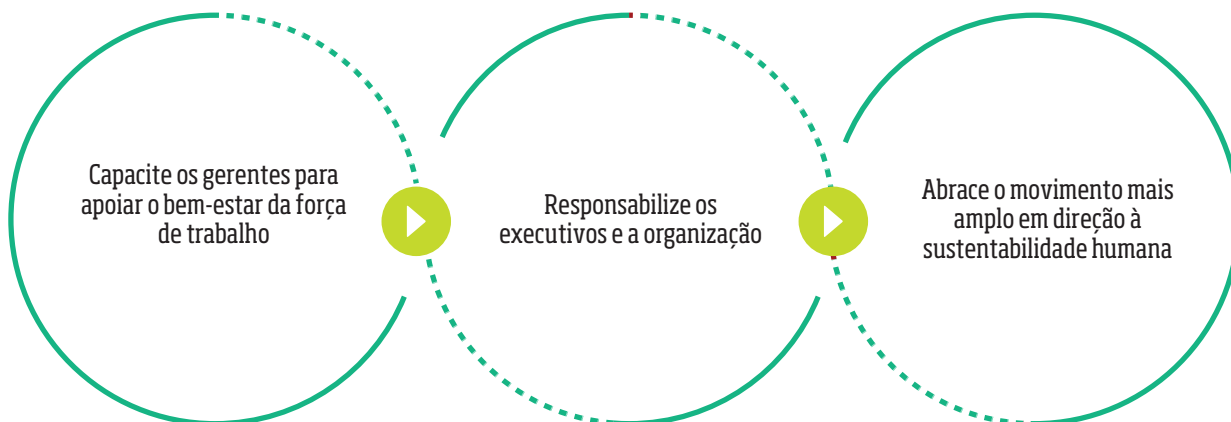 Capacite os gerentes para
apoiar o bem-estar da força
de trabalho
Responsabilize os
executivos e a organização
Abrace o movimento mais
amplo em direção à
sustentabilidade humana